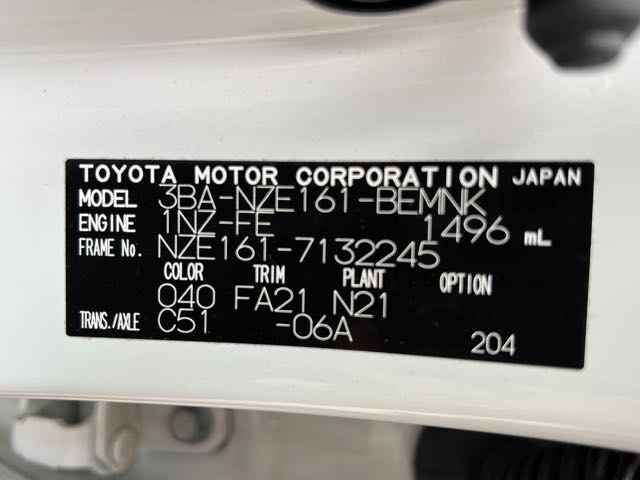 TOYOTA MOTOR CORPORATION JAPAN
MODEL 3BA-NZE161-BEMNK
ENGINE 1NZ-FE 1496 mL
FRAME No. NZE161-7132245
COLOR TRIM PLANT OPTION
040 FA21 N21
TRANS./AXLE C51 -06A 204